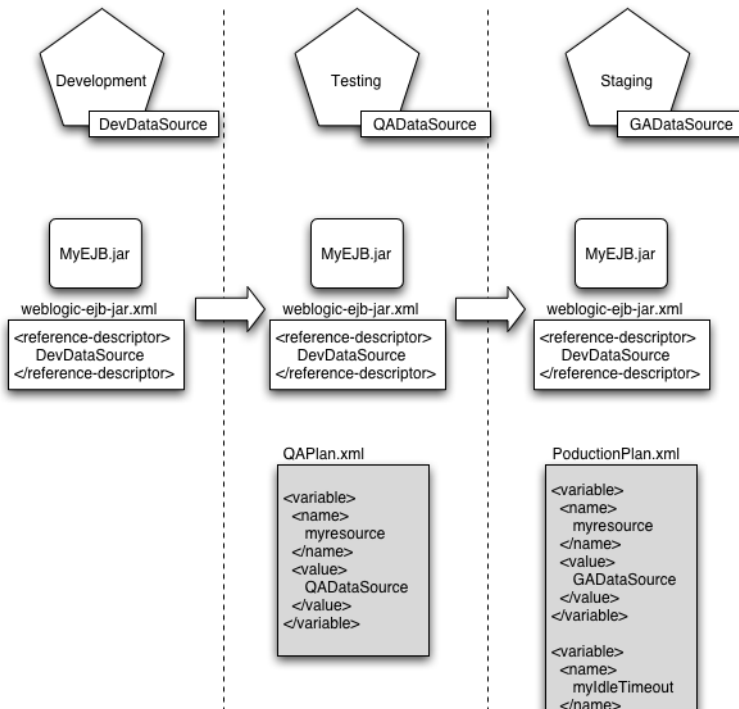 Development
DevDataSource
Testing
QADataSource
Staging
GADataSource
MyEJB.jar
weblogic-ejb-jar.xml
<reference-descriptor>
DevDataSource
</reference-descriptor>
MyEJB.jar
weblogic-ejb-jar.xml
<reference-descriptor>
DevDataSource
</reference-descriptor>
MyEJB.jar
weblogic-ejb-jar.xml
<reference-descriptor>
DevDataSource
</reference-descriptor>
QAPlan.xml
<variable>
<name>
myresource
</name>
<value>
QADataSource
</value>
</variable>
PoductionPlan.xml
<variable>
<name>
myresource
</name>
<value>
GADataSource
</value>
</variable>
<variable>
<name>
myIdleTimeout
</name>